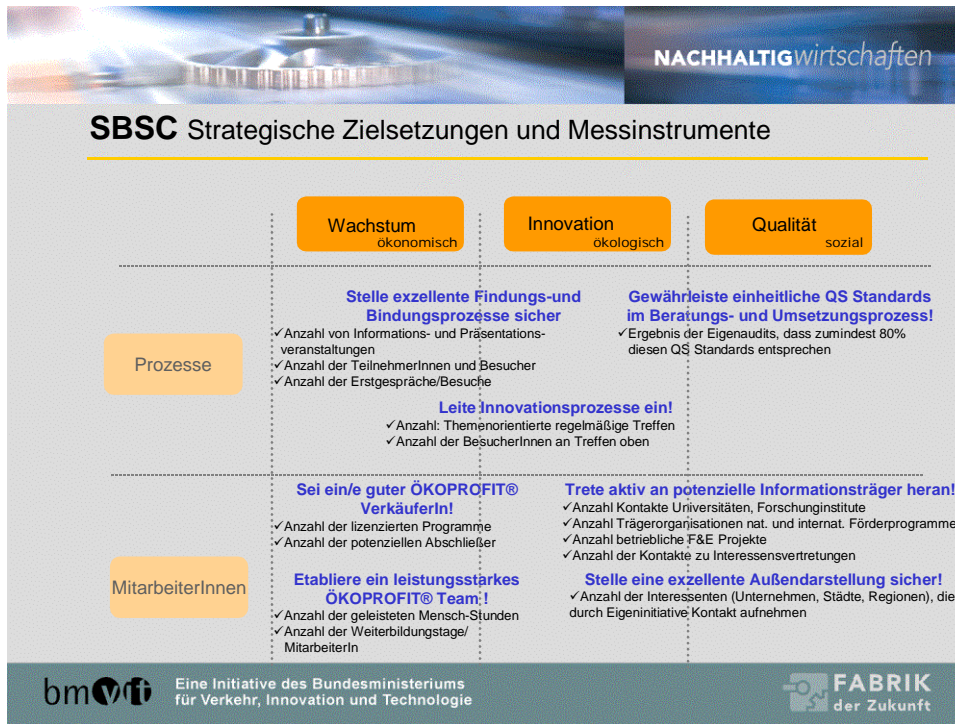 NACHHALTIGwirtschaften
SBSC Strategische Zielsetzungen und Messinstrumente
Wachstum
ökonomisch
Innovation
ökologisch
Qualität
sozial
Prozesse
Stelle exzellente Findungs-und
Bindungsprozesse sicher
✓Anzahl von Informations- und Präsentations-
veranstaltungen
✓Anzahl der TeilnehmerInnen und Besucher
✓Anzahl der Erstgespräche/Besuche
Gewährleiste einheitliche QS Standards
im Beratungs- und Umsetzungsprozess!
✓Ergebnis der Eigenaudits, dass zumindest 80%
diesen QS Standards entsprechen
Leite Innovationsprozesse ein!
✓Anzahl: Themenorientierte regelmäßige Treffen
✓Anzahl der BesucherInnen an Treffen oben
MitarbeiterInnen
Sei ein/e guter ÖKOPROFIT®
VerkäuferIn!
✓Anzahl der lizenzierten Programme
✓Anzahl der potenziellen Abschließer
Etabliere ein leistungsstarkes
ÖKOPROFIT® Team !
✓Anzahl der geleisteten Mensch-Stunden
✓Anzahl der Weiterbildungstage/
MitarbeiterIn
Trete aktiv an potenzielle Informationsträger heran!
✓Anzahl Kontakte Universitäten, Forschunginstitute
✓Anzahl Trägerorganisationen nat. und internat. Förderprogramme
✓Anzahl betriebliche F&E Projekte
✓Anzahl der Kontakte zu Interessensvertretungen
Stelle eine exzellente Außendarstellung sicher!
✓Anzahl der Interessenten (Unternehmen, Städte, Regionen), die
durch Eigeninitiative Kontakt aufnehmen
bmvit
Eine Initiative des Bundesministeriums
für Verkehr, Innovation und Technologie
FABRIK
der Zukunft